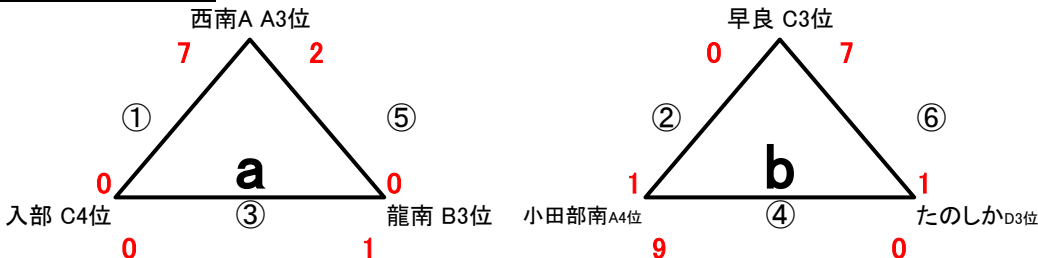 西南A A3位 早良 C3位
7 2 0 7
① ⑤ ② ⑥
0 a 0 1 b 1
入部 C4位 ③ 龍南 B3位 小田部南A4位 ④ たのしかD3位
0 1 9 0